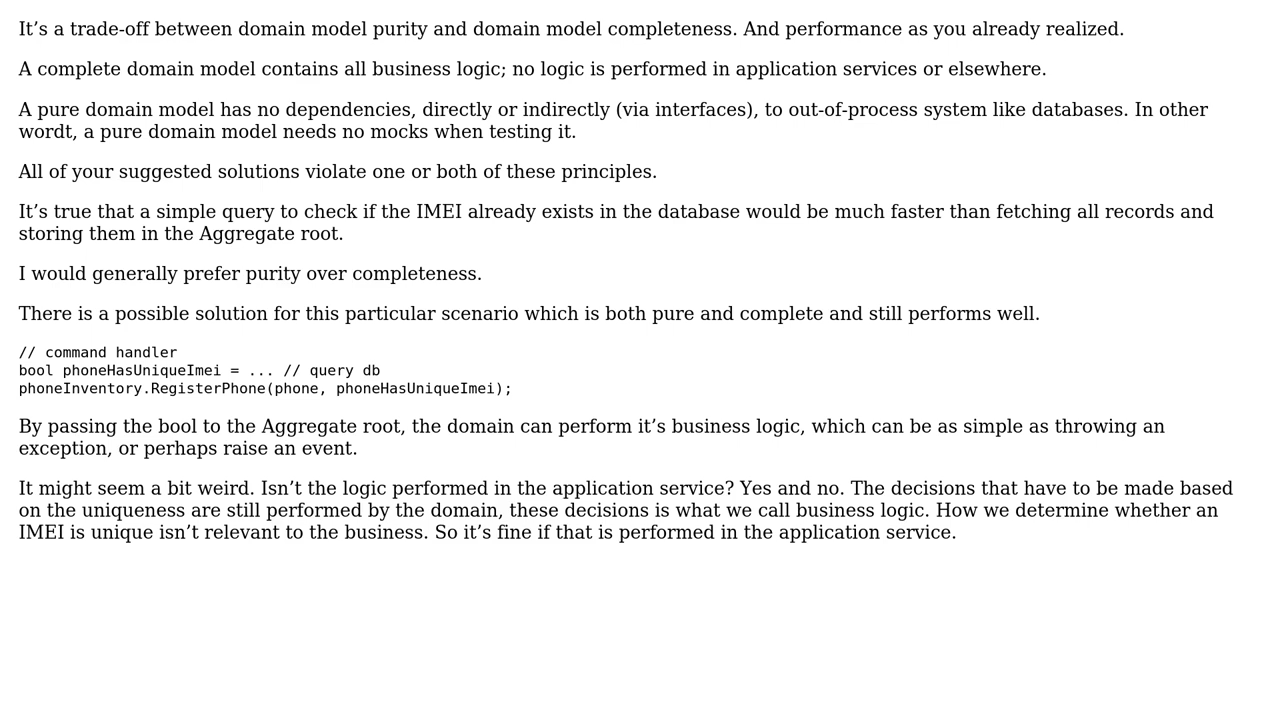 It’s a trade-off between domain model purity and domain model completeness. And performance as you already realized.
A complete domain model contains all business logic; no logic is performed in application services or elsewhere.
A pure domain model has no dependencies, directly or indirectly (via interfaces), to out-of-process system like databases. In other
wordt, a pure domain model needs no mocks when testing it.
All of your suggested solutions violate one or both of these principles.
It’s true that a simple query to check if the IMEI already exists in the database would be much faster than fetching all records and
storing them in the Aggregate root.
I would generally prefer purity over completeness.
There is a possible solution for this particular scenario which is both pure and complete and still performs well.
// command handler
bool phoneHasUniqueImei = ... // query db
phoneInventory.RegisterPhone(phone, phoneHasUniqueImei);
By passing the bool to the Aggregate root, the domain can perform it’s business logic, which can be as simple as throwing an
exception, or perhaps raise an event.
It might seem a bit weird. Isn’t the logic performed in the application service? Yes and no. The decisions that have to be made based
on the uniqueness are still performed by the domain, these decisions is what we call business logic. How we determine whether an
IMEI is unique isn’t relevant to the business. So it’s fine if that is performed in the application service.